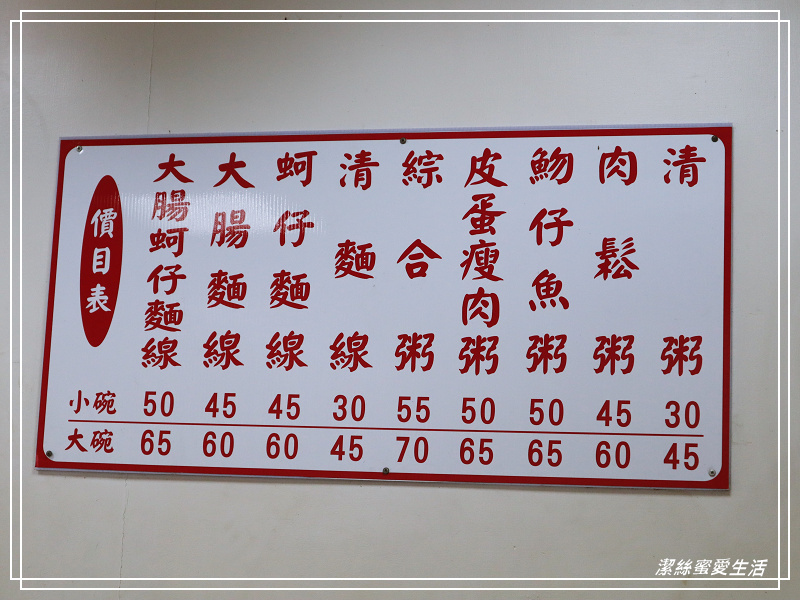 價目表
大腸蚵仔麵線
大腸麵線
蚵仔麵線
清麵線
綜合粥
皮蛋瘦肉粥
魩仔魚粥
肉鬆粥
清粥
小碗 50 45 45 30 55 50 50 45 30
大碗 65 60 60 45 70 65 65 60 45
潔絲蜜愛生活